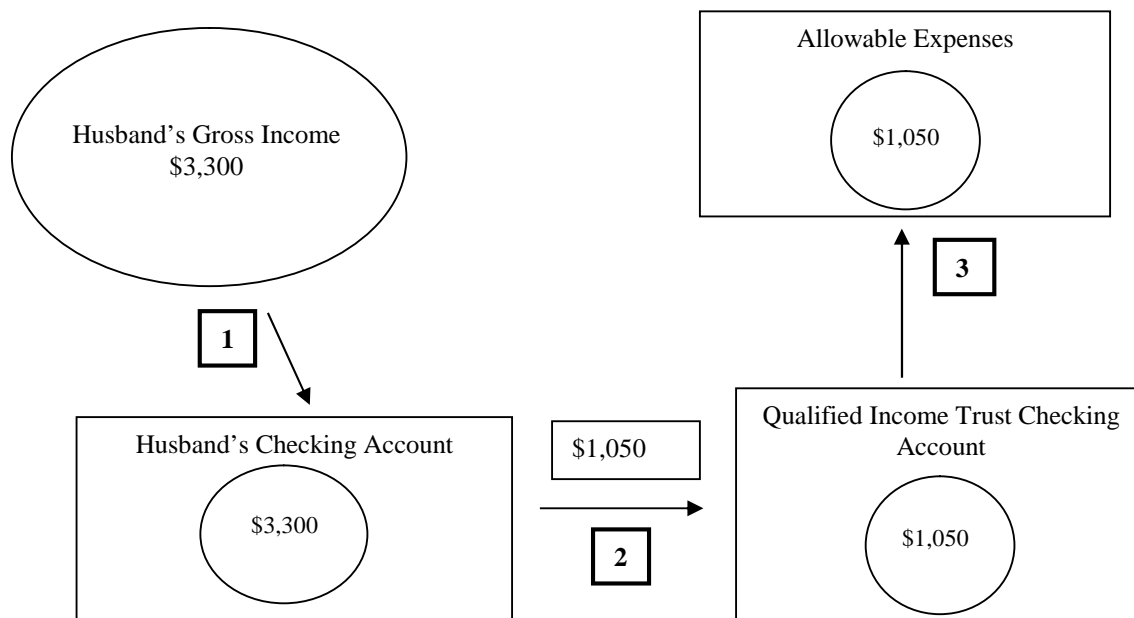 Husband’s Gross Income
$3,300
Allowable Expenses
$1,050
3
1
Husband’s Checking Account
$3,300
$1,050
2
Qualified Income Trust Checking
Account
$1,050